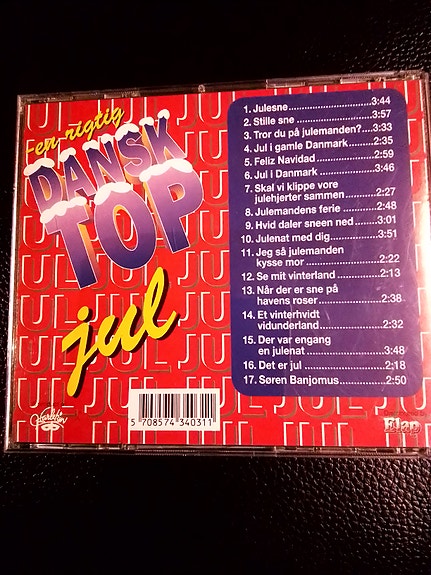 en rigtig
DANSK
TOP
jul
1. Julesne...3:44
2. Stille sne...3:57
3. Tror du på julemanden?...3:33
4. Jul i gamle Danmark...2:35
5. Feliz Navidad...2:59
6. Jul i Danmark...3:46
7. Skal vi klippe vore
julehjerter sammen...2:27
8. Julemandens ferie...2:48
9. Hvid daler sneen ned...3:01
10. Julenat med dig...3:51
11. Jeg så julemanden
kysse mor...2:22
12. Se mit vinterland...2:13
13. Når der er sne på
havens roser...2:38
14. Et vinterhvidt
vidunderland...2:32
15. Der var engang
en julenat...3:48
16. Det er jul...2:18
17. Søren Banjomus...2:50
5 708574 340311
Elap